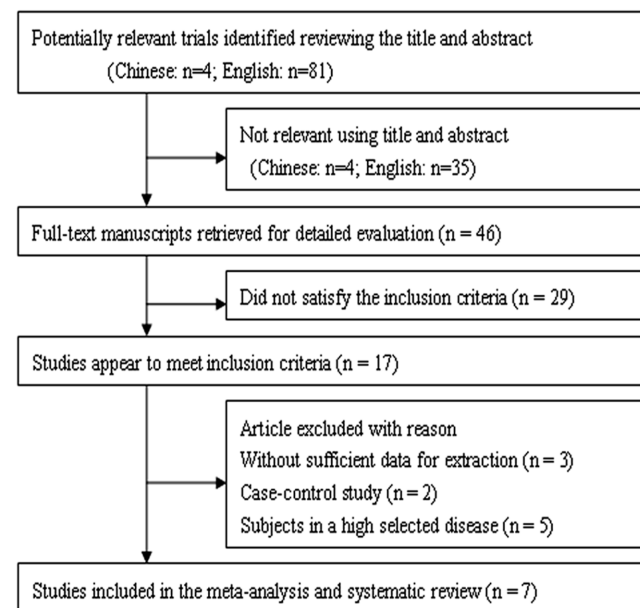 Potentially relevant trials identified reviewing the title and abstract
(Chinese: n=4; English: n=81)
Not relevant using title and abstract
(Chinese: n=4; English: n=35)
Full-text manuscripts retrieved for detailed evaluation (n = 46)
Did not satisfy the inclusion criteria (n = 29)
Studies appear to meet inclusion criteria (n = 17)
Article excluded with reason
Without sufficient data for extraction (n = 3)
Case-control study (n = 2)
Subjects in a high selected disease (n = 5)
Studies included in the meta-analysis and systematic review (n = 7)